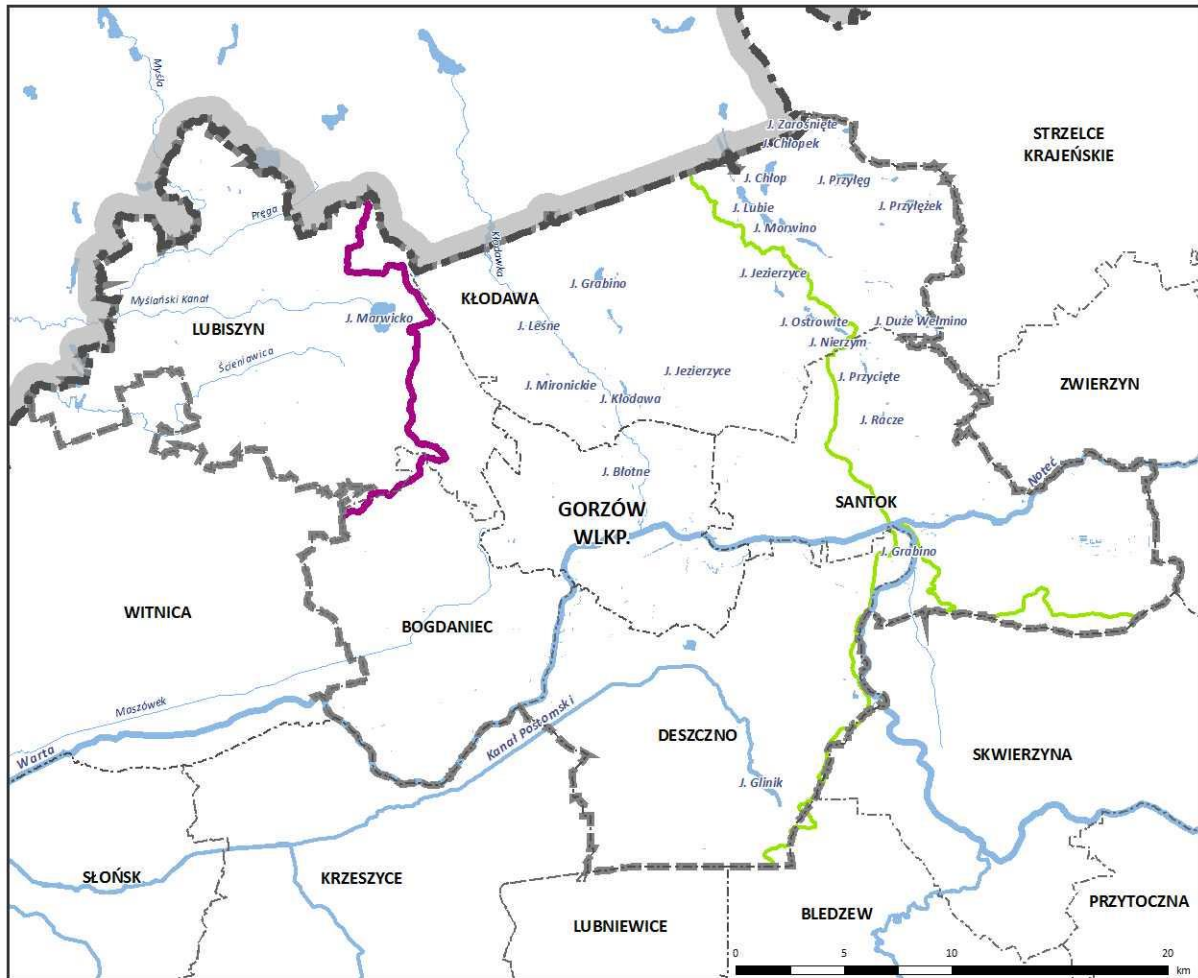 Myśla
J. Zarośnięte
STRZELCE
KRAJEŃSKIE
J. Chłopek
J. Chłop
J. Przyłęg
J. Lubie
J. Przyłężek
Pręga
J. Morwino
Kłodawka
J. Jezierzyce
J. Grabino
Myślański Kanał
KŁODAWA
LUBISZYN
J. Marwicko
J. Leśne
J. Ostrowite
J. Duże Wełmino
J. Nierzym
Ścieniawica
J. Mironickie
J. Jezierzyce
J. Przycięte
ZWIERZYN
J. Kłodawa
J. Racze
J. Błotne
Noteć
SANTOK
GORZÓW
WLKP.
J. Grabino
WITNICA
BOGDANIEC
Maszówek
Warta
Kanał Postomski
DESZCZNO
SKWIERZYNA
J. Glinik
SŁOŃSK
KRZESZYCE
LUBNIEWICE
BLEDZEW
PRZYTOCZNA
0 5 10 20
km